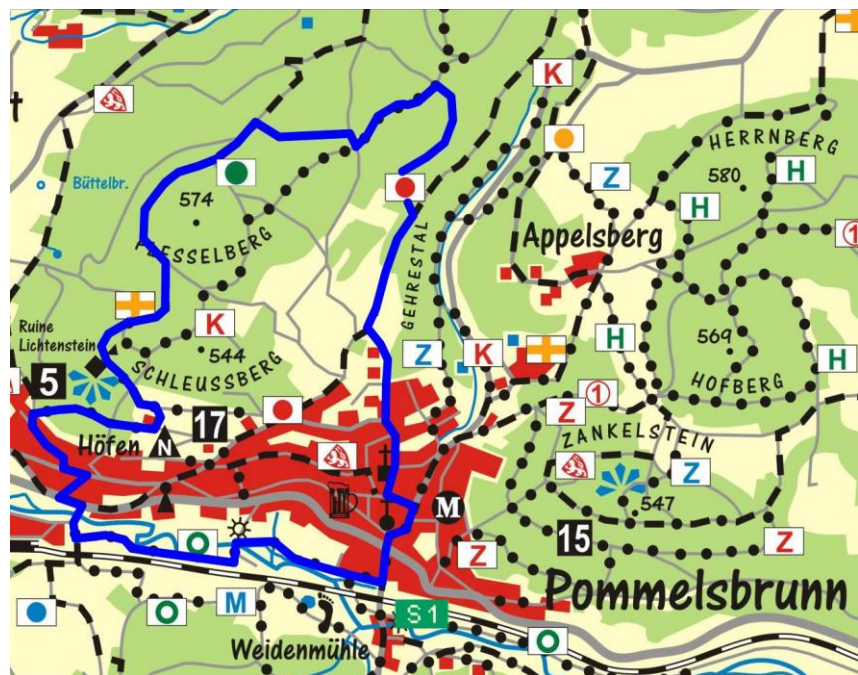 K
Büttelbr.
574
FLESSELBERG
HERRNBERG
580
Z
H
H
1
Appelsberg
GEHRESTAL
Ruine
Lichtenstein
K
544
SCHLEUSSBERG
5
Z
K
H
569
HOFBERG
H
1
Z
ZANKELSTEIN
Z
547
Höfen
N
17
M
15
Z
Z
Pommelsbrunn
M
S1
Weidenmühle